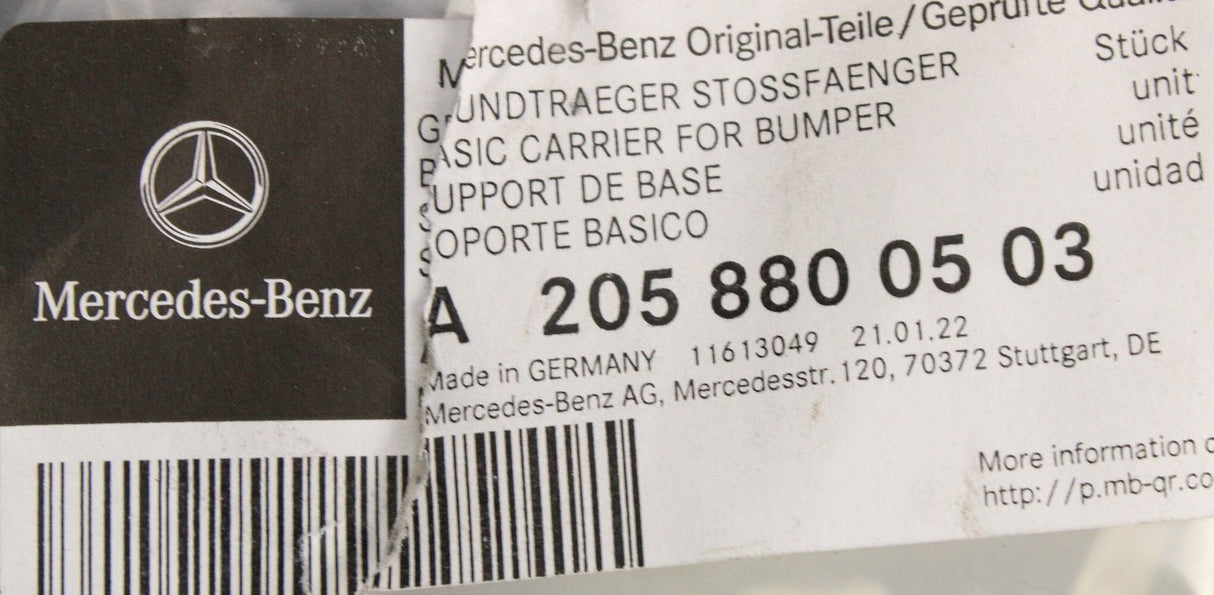 Mercedes-Benz
Mercedes-Benz Original-Teile/Geprüfte
GRUNDTRAEGER STOSSFAENGER
Stück
BASIC CARRIER FOR BUMPER
unit
SUPPORT DE BASE
unité
SOPORTE BASICO
unidad
A 205 880 05 03
Made in GERMANY 11613049 21.01.22
Mercedes-Benz AG, Mercedesstr. 120, 70372 Stuttgart, DE
More information
http://p.mb-qr.co